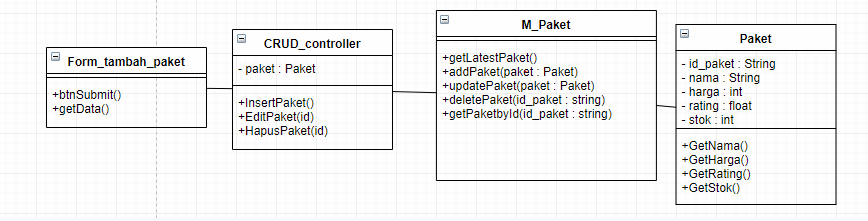 Form_tambah_paket
+btnSubmit()
+getData()
CRUD_controller
- paket : Paket
+InsertPaket()
+EditPaket(id)
+HapusPaket(id)
M_Paket
+getLatestPaket()
+addPaket(paket : Paket)
+updatePaket(paket : Paket)
+deletePaket(id_paket : string)
+getPaketbyId(id_paket : string)
Paket
- id_paket : String
- nama : String
- harga : int
- rating : float
- stok : int
+GetNama()
+GetHarga()
+GetRating()
+GetStok()